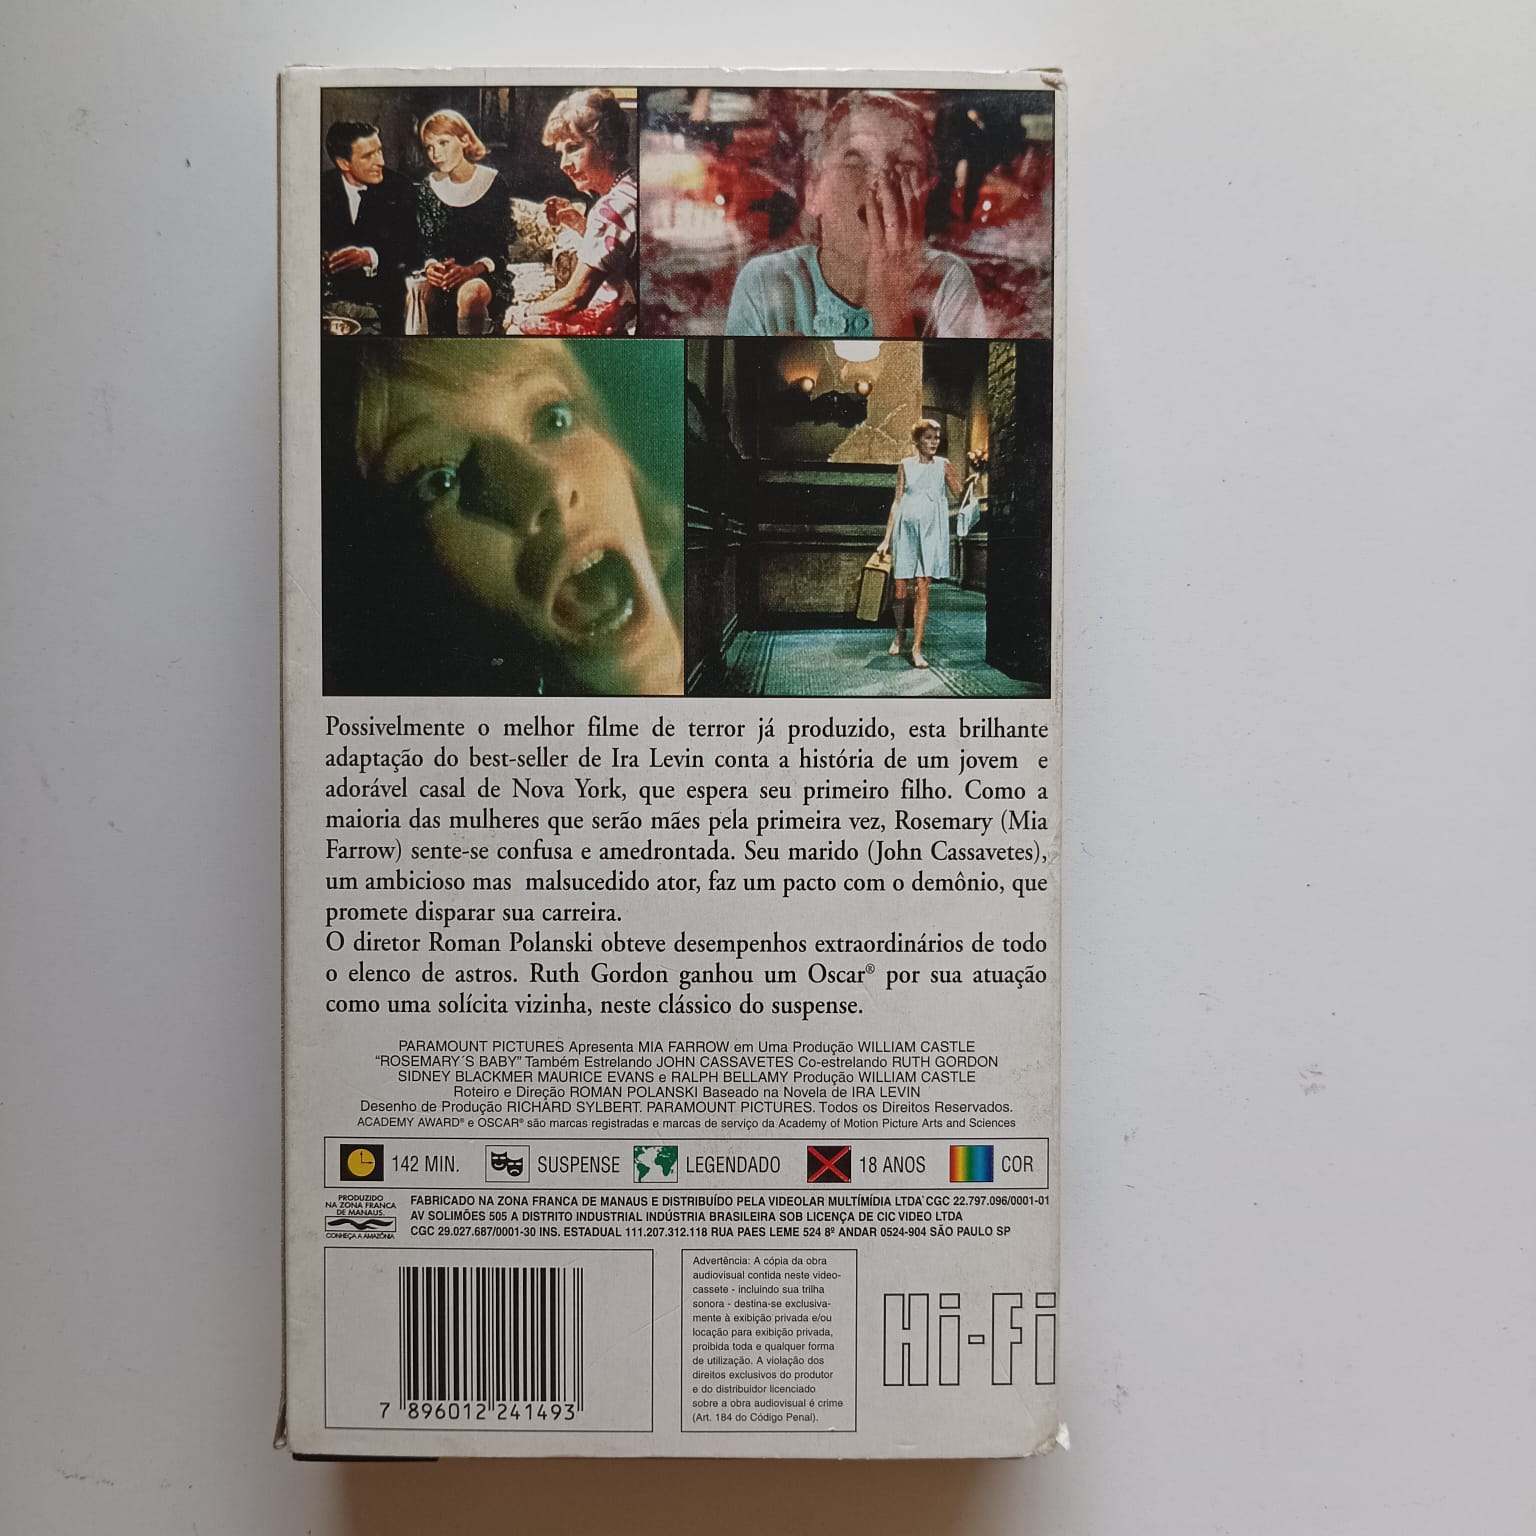 Possivelmente o melhor filme de terror já produzido, esta brilhante
adaptação do best-seller de Ira Levin conta a história de um jovem e
adorável casal de Nova York, que espera seu primeiro filho. Como a
maioria das mulheres que serão mães pela primeira vez, Rosemary (Mia
Farrow) sente-se confusa e amedrontada. Seu marido (John Cassavetes),
um ambicioso mas malsucedido ator, faz um pacto com o demônio, que
promete disparar sua carreira.
O diretor Roman Polanski obteve desempenhos extraordinários de todo
o elenco de astros. Ruth Gordon ganhou um Oscar® por sua atuação
como uma solícita vizinha, neste clássico do suspense.
PARAMOUNT PICTURES Apresenta MIA FARROW em Uma Produção WILLIAM CASTLE
“ROSEMARY´S BABY” Também Estrelando JOHN CASSAVETES Co-estrelando RUTH GORDON
SIDNEY BLACKMER MAURICE EVANS e RALPH BELLAMY Produção WILLIAM CASTLE
Roteiro e Direção ROMAN POLANSKI Baseado na Novela de IRA LEVIN
Desenho de Produção RICHARD SYLBERT. PARAMOUNT PICTURES. Todos os Direitos Reservados.
ACADEMY AWARD® e OSCAR® são marcas registradas e marcas de serviço da Academy of Motion Picture Arts and Sciences
142 MIN. SUSPENSE LEGENDADO 18 ANOS COR
PRODUZIDO
NA ZONA FRANCA
DE MANAUS.
CONHEÇA A AMAZÔNIA
FABRICADO NA ZONA FRANCA DE MANAUS E DISTRIBUÍDO PELA VIDEOLAR MULTÍMÍDIA LTDA CGC 22.797.096/0001-01
AV SOLIMÕES 505 A DISTRITO INDUSTRIAL INDÚSTRIA BRASILEIRA SOB LICENÇA DE CIC VIDEO LTDA
CGC 29.027.687/0001-30 INS. ESTADUAL 111.207.312.118 RUA PAES LEME 524 8º ANDAR 0524-904 SÃO PAULO SP
7 896012 241493
Advertência: A cópia da obra
audiovisual contida neste video-
cassete - incluindo sua trilha
sonora - destina-se exclusiva-
mente à exibição privada e/ou
locação para exibição privada,
proibida toda e qualquer forma
de utilização. A violação dos
direitos exclusivos do produtor
e do distribuidor licenciado
sobre a obra audiovisual é crime
(Art. 184 do Código Penal).
Hi-Fi